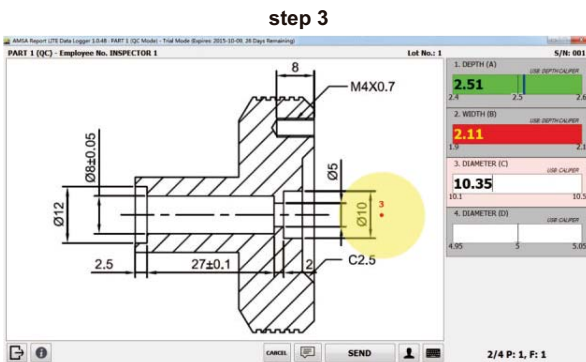 step 3
AMSA Report LITE Data Logger 1.0.48 - PART 1 (QC Mode) - Trial Mode (Expires 2015-10-09, 26 Days Remaining)
PART 1 (QC) - Employee No. INSPECTOR 1
Lot No.: 1
S/N: 001
8
M4X0.7
Ø8±0.05
Ø12
Ø5
Ø10
3
2.5
27±0.1
2
C2.5
1. DEPTH (A)
USB DEPTH CALIPER
2.51
2.4
2.5
2.6
2. WIDTH (B)
USB DEPTH CALIPER
2.11
1.9
2.1
3. DIAMETER (C)
USB CALIPER
10.35
10.1
10.5
4. DIAMETER (D)
USB CALIPER
4.95
5
5.05
CANCEL
SEND
2/4 P: 1, F: 1